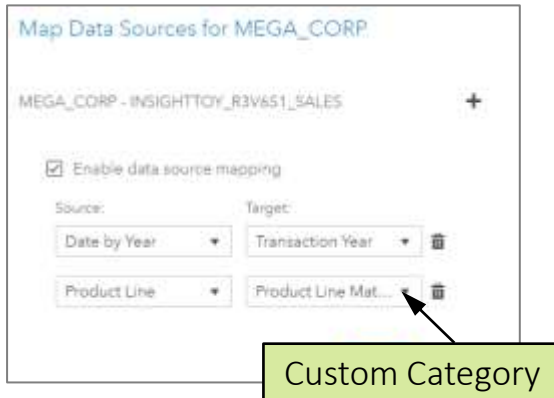 Map Data Sources for MEGA_CORP
MEGA_CORP - INSIGHTTOY_R3V6S1_SALES
Enable data source mapping
Source: Target:
Date by Year Transaction Year
Product Line Product Line Mat...
Custom Category